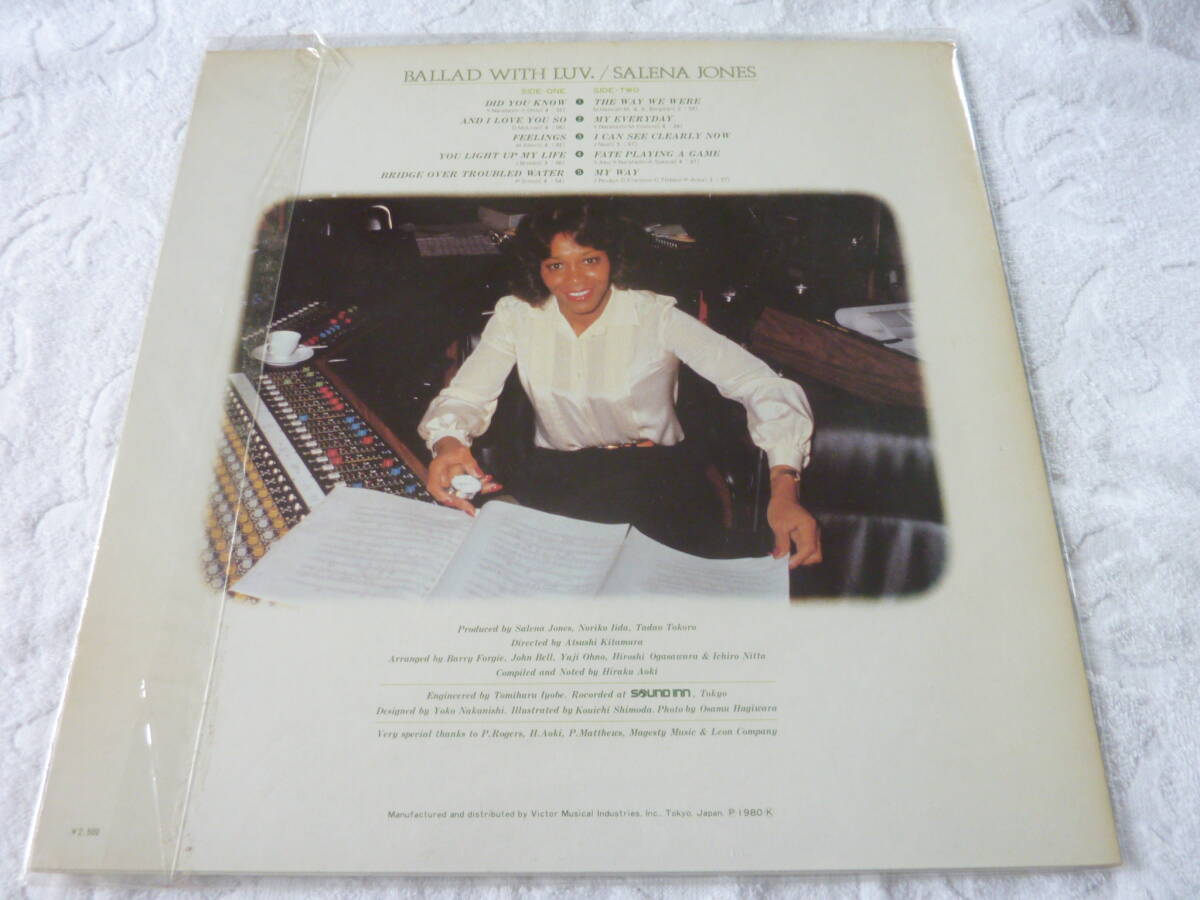 BALLAD WITH LUV. / SALENA JONES
SIDE-ONE
DID YOU KNOW
AND I LOVE YOU SO
FEELINGS
YOU LIGHT UP MY LIFE
BRIDGE OVER TROUBLED WATER
SIDE-TWO
1 THE WAY WE WERE
2 MY EVERYDAY
3 I CAN SEE CLEARLY NOW
4 FATE PLAYING A GAME
5 MY WAY
Produced by Salena Jones, Noriko Iida, Tadao Tokoro
Directed by Atsushi Kitamura
Arranged by Barry Forgie, John Bell, Yuji Ohno, Hiroshi Ogasawara & Ichiro Nitta
Compiled and Noted by Hiraku Aoki
Engineered by Tomiharu Iyobe. Recorded at SOUND INN, Tokyo
Designed by Yoko Nakanishi. Illustrated by Kouichi Shimoda. Photo by Osamu Hagiwara
Very special thanks to P.Rogers, H.Aoki, P.Matthews, Magesty Music & Leon Company
Manufactured and distributed by Victor Musical Industries, Inc., Tokyo, Japan. P 1980 K
¥2,500